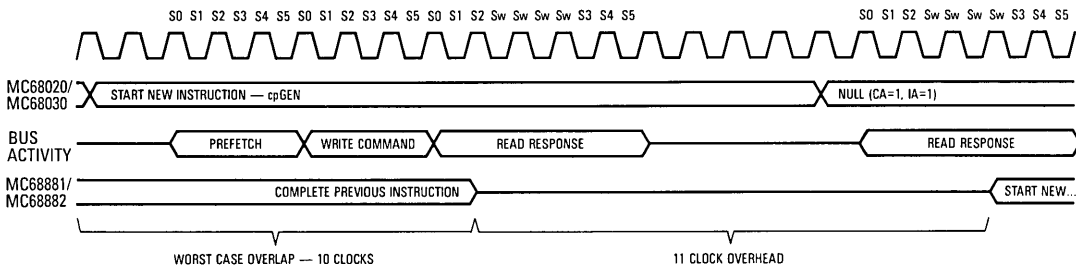 S0 S1 S2 S3 S4 S5 S0 S1 S2 S3 S4 S5 S0 S1 S2 Sw Sw Sw Sw S3 S4 S5 S0 S1 S2 Sw Sw Sw Sw S3 S4 S5
MC68020/
MC68030
START NEW INSTRUCTION — cpGEN
NULL (CA=1, IA=1)
BUS
ACTIVITY
PREFETCH
WRITE COMMAND
READ RESPONSE
READ RESPONSE
MC68881/
MC68882
COMPLETE PREVIOUS INSTRUCTION
START NEW...
WORST CASE OVERLAP — 10 CLOCKS
11 CLOCK OVERHEAD